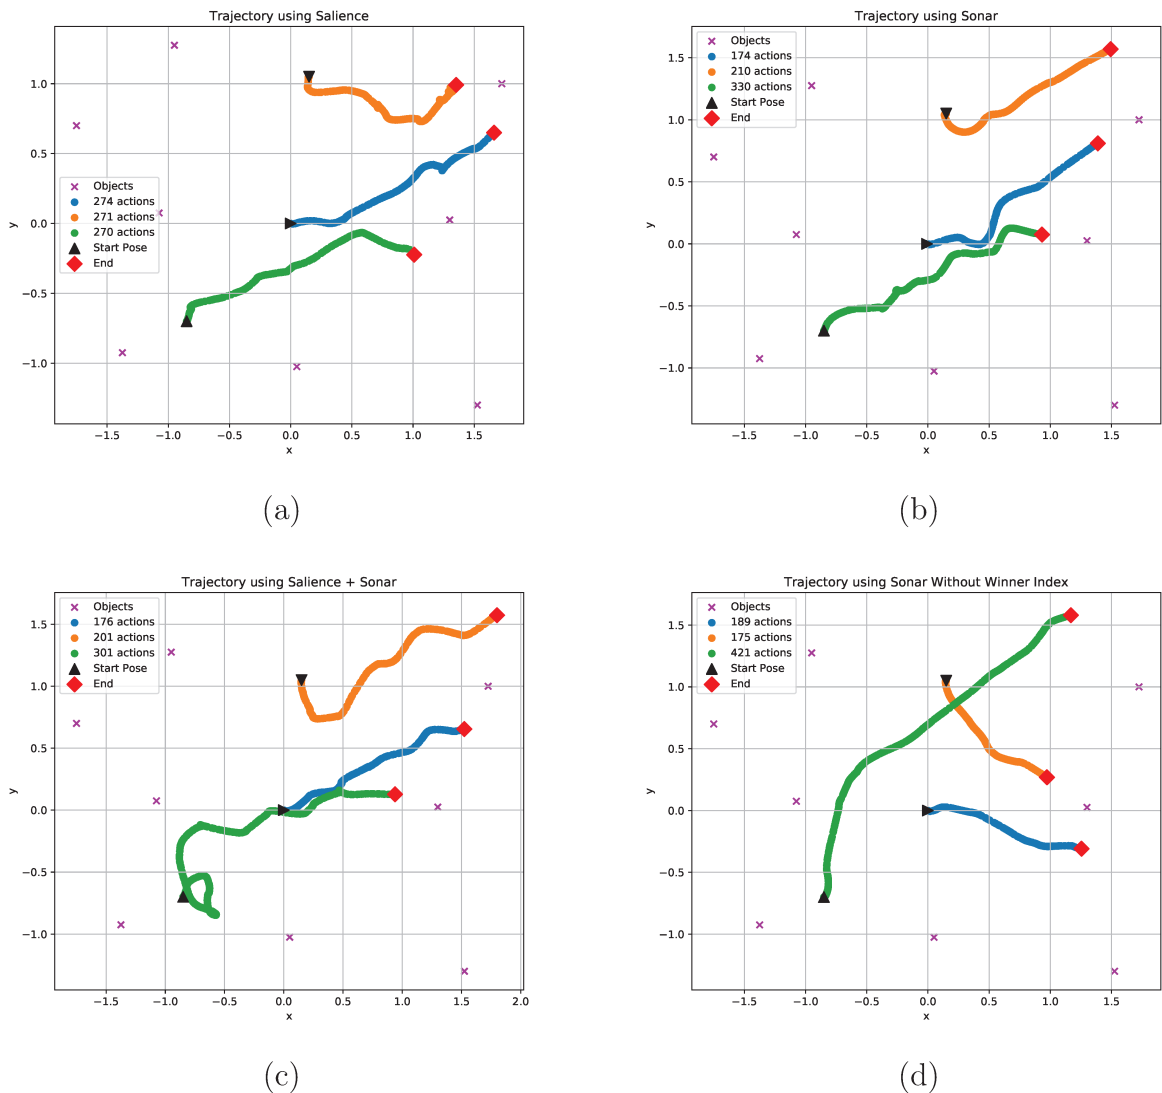 Trajectory using Salience
Objects
274 actions
271 actions
270 actions
Start Pose
End
1.0
0.5
0.0
−0.5
−1.0
y
−1.5
−1.0
−0.5
0.0
0.5
1.0
1.5
x
(a)
Trajectory using Sonar
Objects
174 actions
210 actions
330 actions
Start Pose
End
1.5
1.0
0.5
0.0
−0.5
−1.0
y
−1.5
−1.0
−0.5
0.0
0.5
1.0
1.5
x
(b)
Trajectory using Salience + Sonar
Objects
176 actions
201 actions
301 actions
Start Pose
End
1.5
1.0
0.5
0.0
−0.5
−1.0
y
−1.5
−1.0
−0.5
0.0
0.5
1.0
1.5
2.0
x
(c)
Trajectory using Sonar Without Winner Index
Objects
189 actions
175 actions
421 actions
Start Pose
End
1.5
1.0
0.5
0.0
−0.5
−1.0
y
−1.5
−1.0
−0.5
0.0
0.5
1.0
1.5
x
(d)